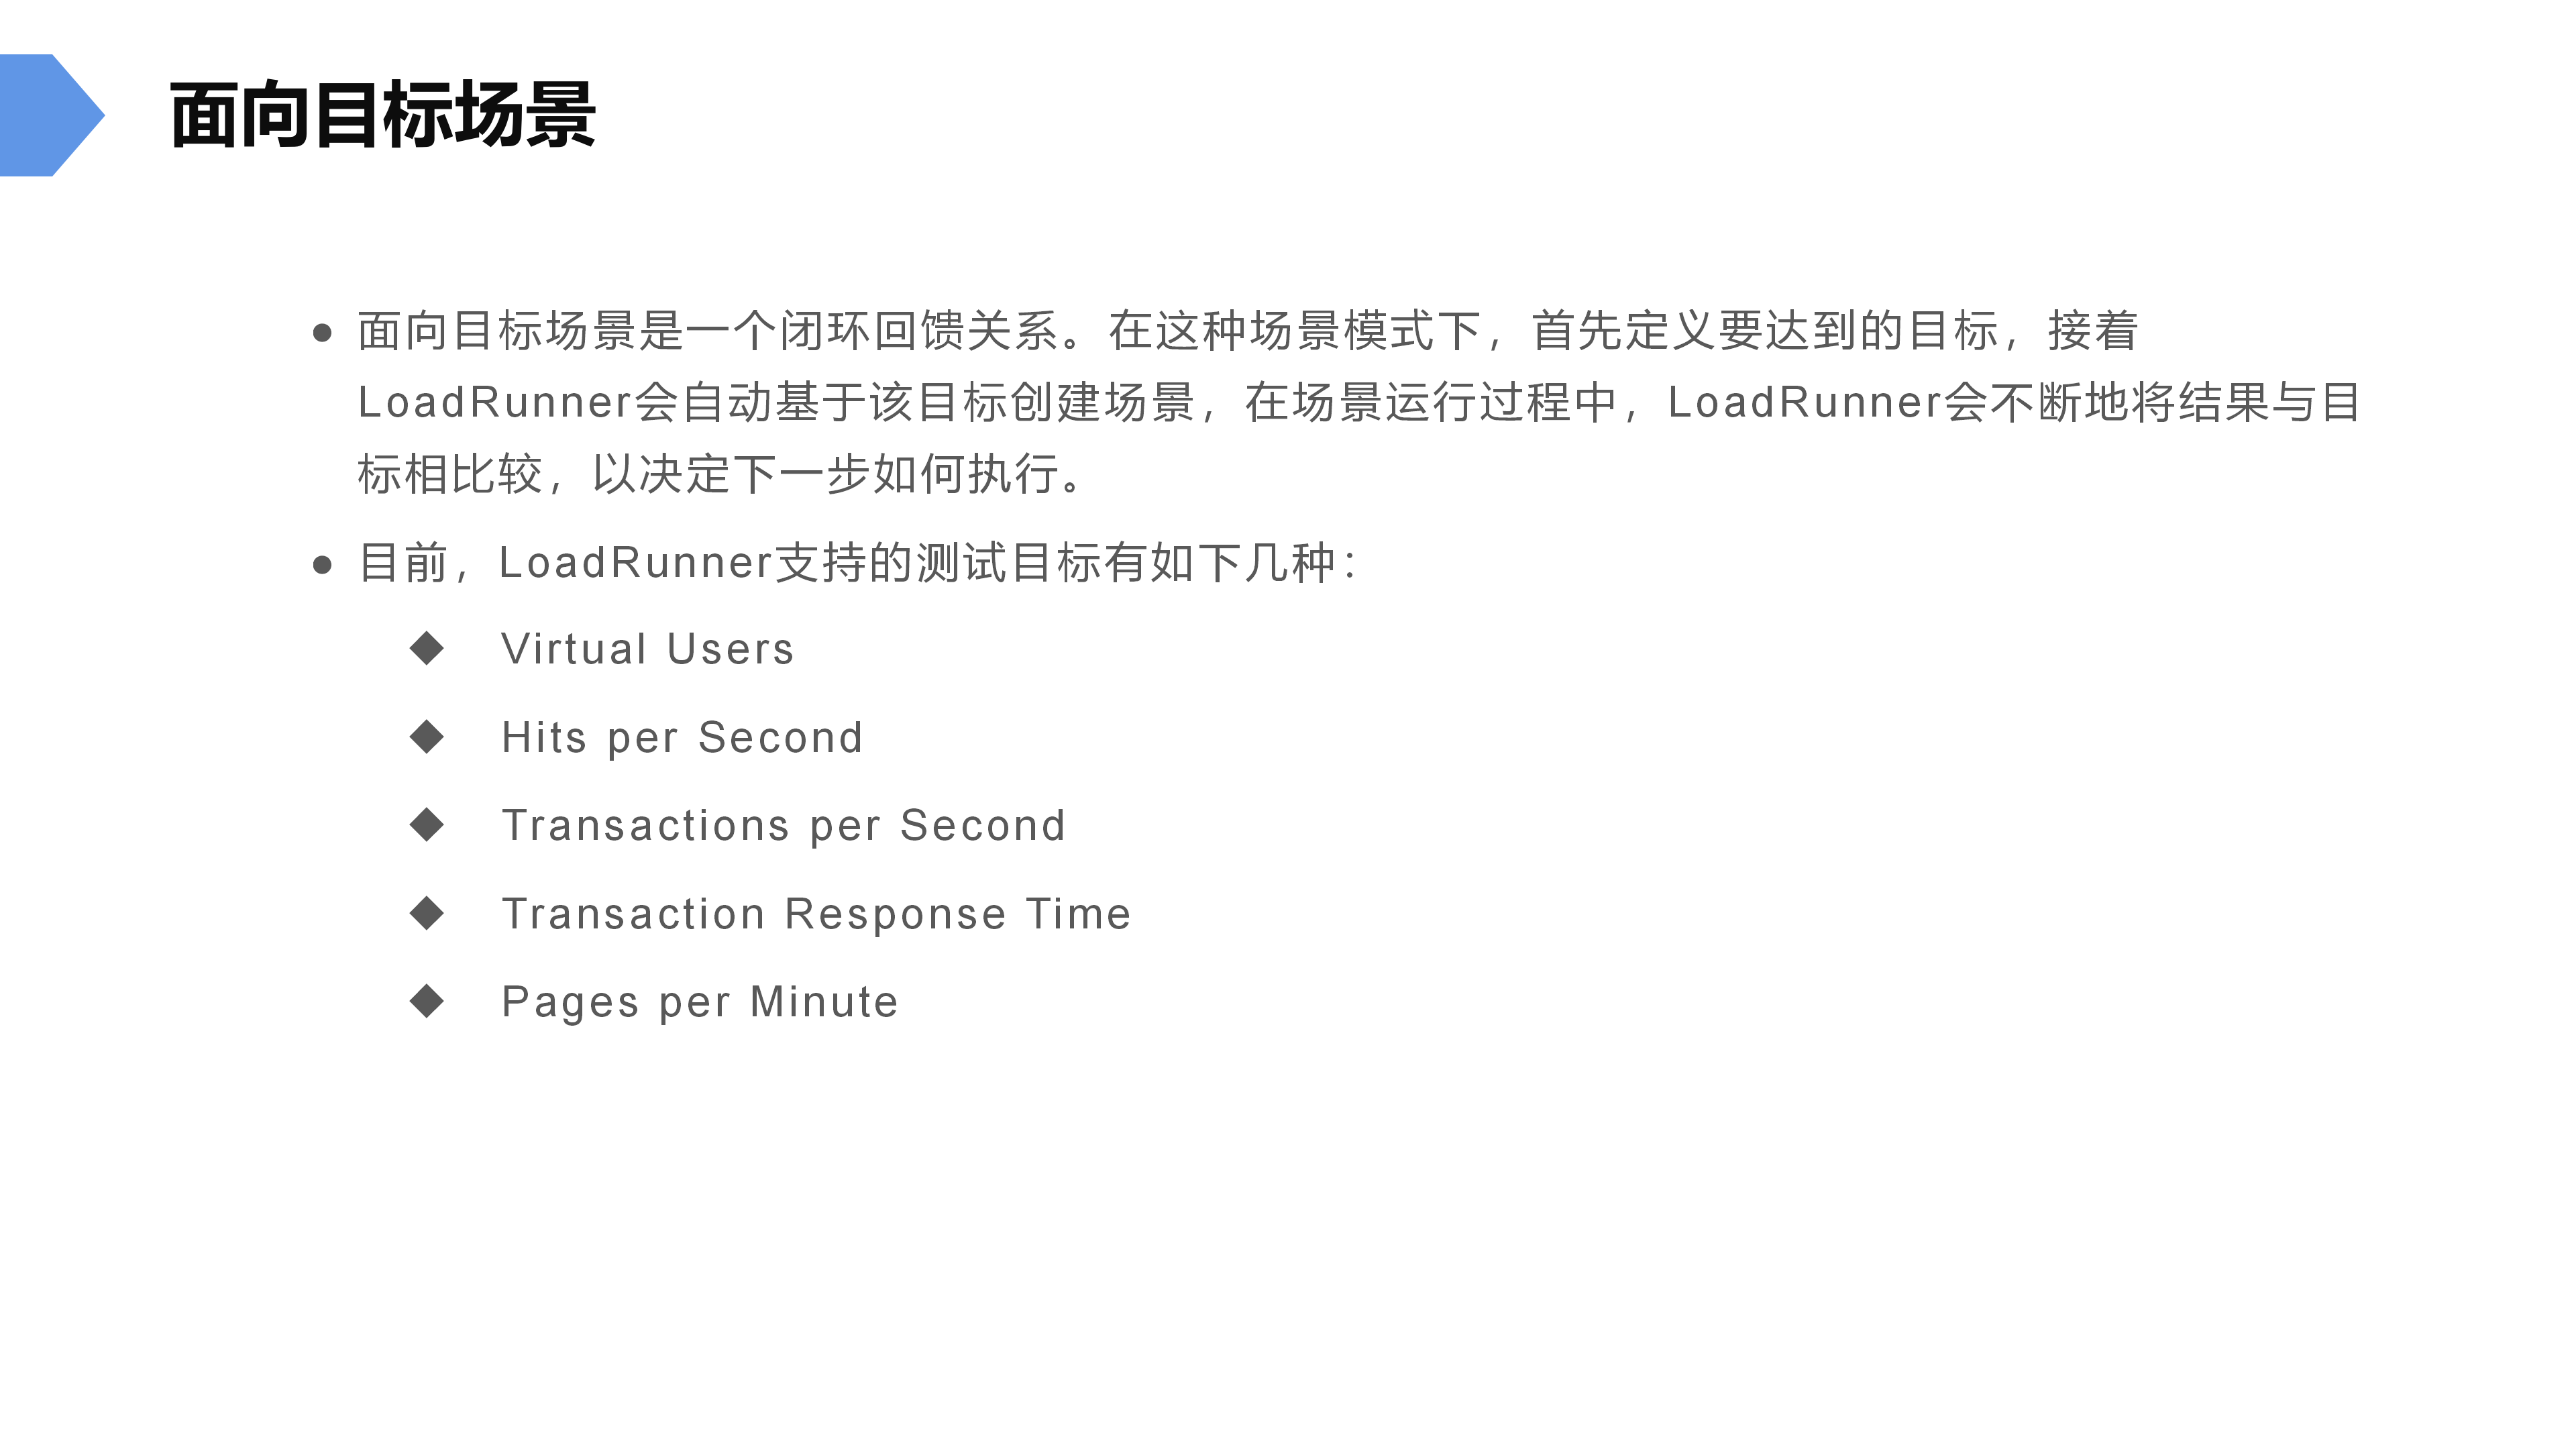 面向目标场景
● 面向目标场景是一个闭环回馈关系。在这种场景模式下，首先定义要达到的目标，接着
LoadRunner会自动基于该目标创建场景，在场景运行过程中，LoadRunner会不断地将结果与目
标相比较，以决定下一步如何执行。
● 目前，LoadRunner支持的测试目标有如下几种：
◆ Virtual Users
◆ Hits per Second
◆ Transactions per Second
◆ Transaction Response Time
◆ Pages per Minute